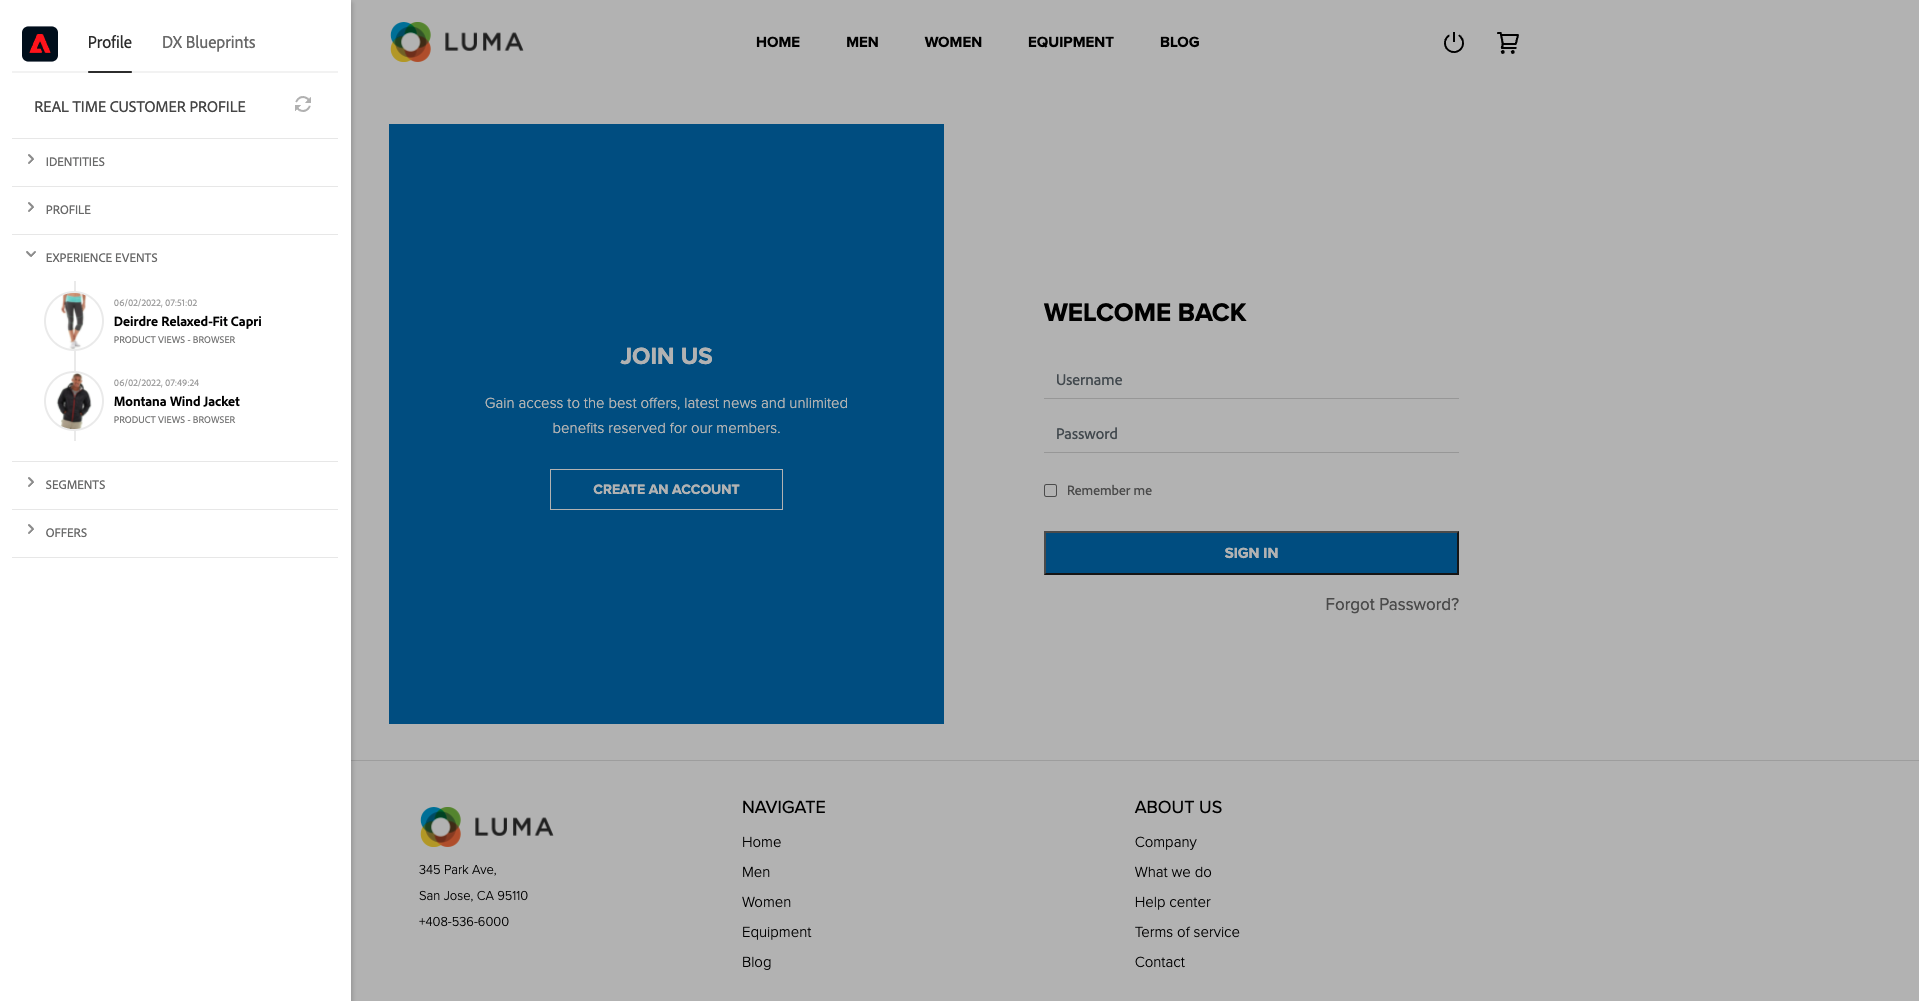 Profile
DX Blueprints
REAL TIME CUSTOMER PROFILE
IDENTITIES
PROFILE
EXPERIENCE EVENTS
06/02/2022, 07:51:02
Deirdre Relaxed-Fit Capri
PRODUCT VIEWS - BROWSER
06/02/2022, 07:49:24
Montana Wind Jacket
PRODUCT VIEWS - BROWSER
SEGMENTS
OFFERS
LUMA
HOME
MEN
WOMEN
EQUIPMENT
BLOG
JOIN US
Gain access to the best offers, latest news and unlimited
benefits reserved for our members.
CREATE AN ACCOUNT
WELCOME BACK
Username
Password
Remember me
SIGN IN
Forgot Password?
LUMA
345 Park Ave,
San Jose, CA 95110
+408-536-6000
NAVIGATE
Home
Men
Women
Equipment
Blog
ABOUT US
Company
What we do
Help center
Terms of service
Contact